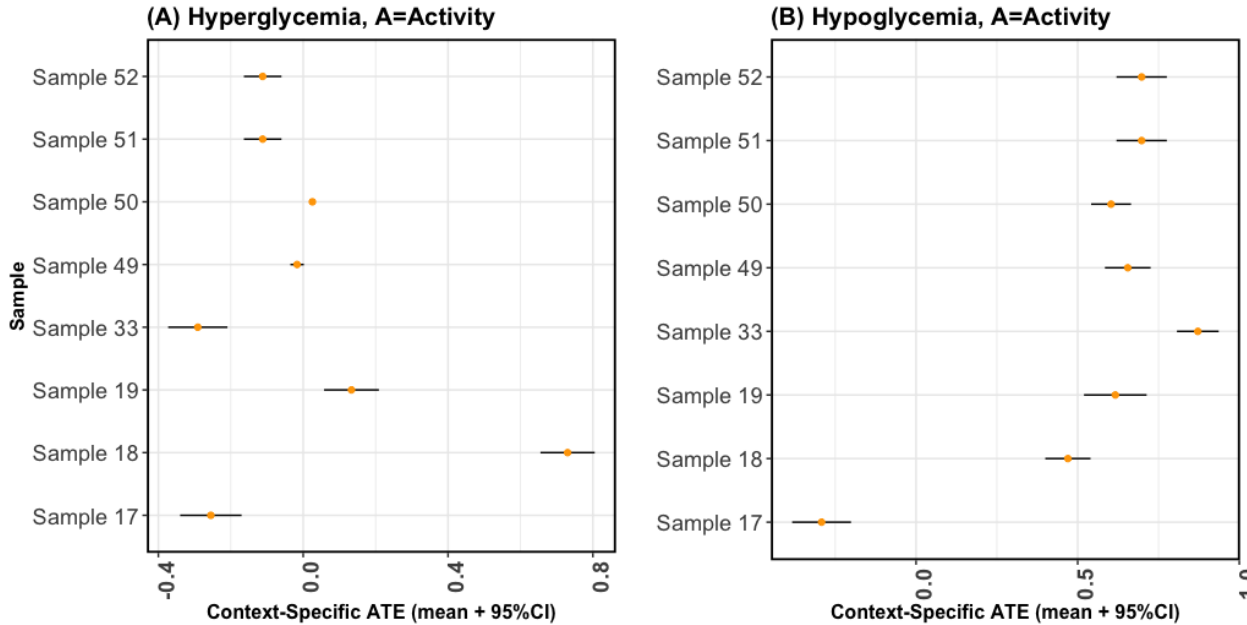 (A) Hyperglycemia, A=Activity
Sample
Sample 52
Sample 51
Sample 50
Sample 49
Sample 33
Sample 19
Sample 18
Sample 17
-0.4
0.0
0.4
0.8
Context-Specific ATE (mean + 95%CI)
(B) Hypoglycemia, A=Activity
Sample 52
Sample 51
Sample 50
Sample 49
Sample 33
Sample 19
Sample 18
Sample 17
0.0
0.5
1.0
Context-Specific ATE (mean + 95%CI)